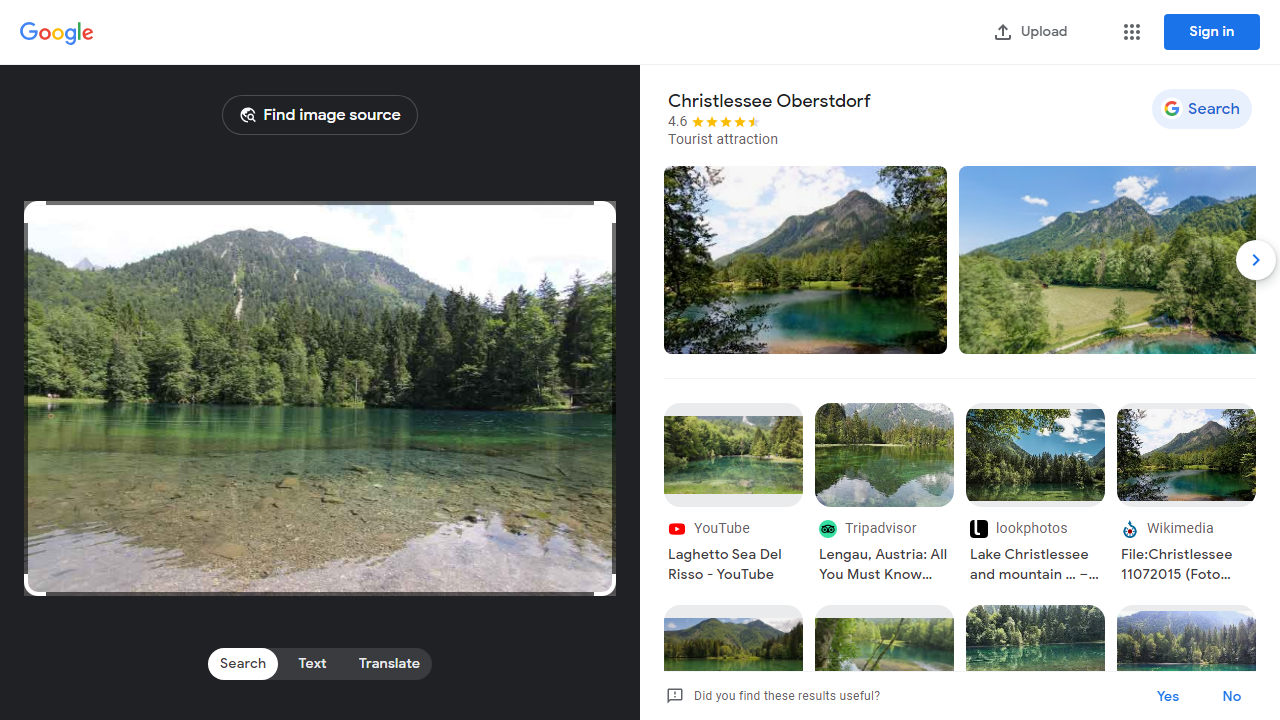 Google
Upload
Sign in
Find image source
Christlessee Oberstdorf
4.6
Tourist attraction
Search
YouTube
Laghetto Sea Del
Risso - YouTube
Tripadvisor
Lengau, Austria: All
You Must Know...
lookphotos
Lake Christlessee
and mountain ... –...
Wikimedia
File:Christlessee
11072015 (Foto...
Search
Text
Translate
Did you find these results useful?
Yes
No